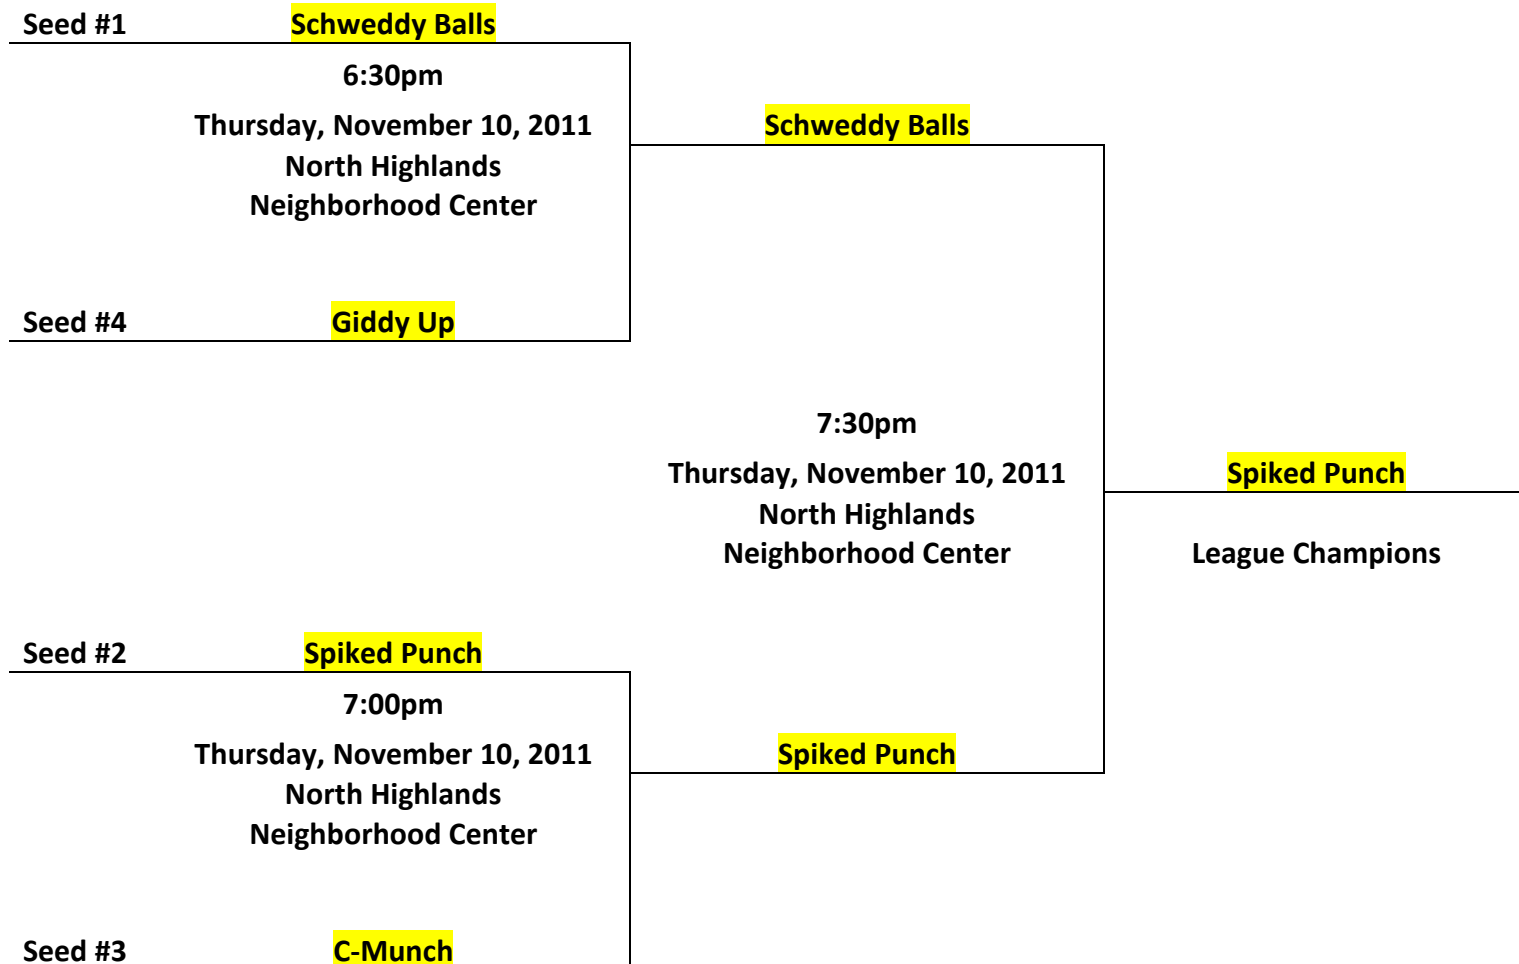 Seed #1 Schweddy Balls
6:30pm
Thursday, November 10, 2011
North Highlands
Neighborhood Center
Seed #4 Giddy Up
Schweddy Balls
7:30pm
Thursday, November 10, 2011
North Highlands
Neighborhood Center
Spiked Punch
League Champions
Seed #2 Spiked Punch
7:00pm
Thursday, November 10, 2011
North Highlands
Neighborhood Center
Spiked Punch
Seed #3 C-Munch